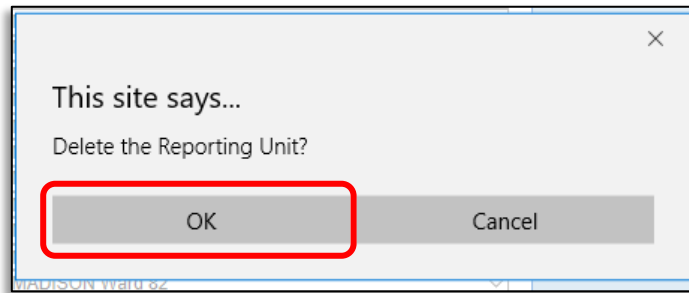 This site says...
Delete the Reporting Unit?
OK Cancel
MADISON Ward 82